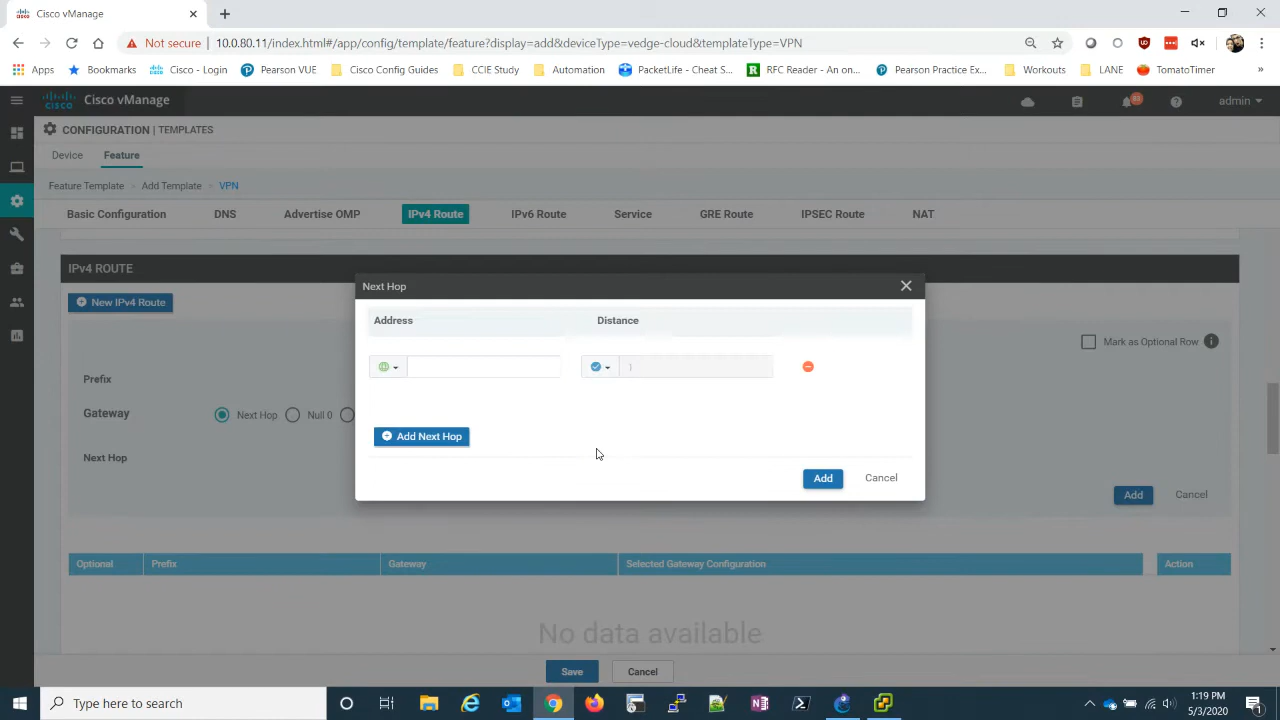 Cisco vManage
Not secure 10.0.80.11/index.html#/app/config/template/feature?display=add&deviceType=vedge-cloud&templateType=VPN
Apps Bookmarks Cisco - Login Pearson VUE Cisco Config Guides CCIE Study Automation PacketLife - Cheat S... RFC Reader - An on... Pearson Practice Ex... Workouts LANE TomatoTimer »
CISCO Cisco vManage 63 admin
CONFIGURATION | TEMPLATES
Device Feature
Feature Template > Add Template > VPN
Basic Configuration DNS Advertise OMP IPv4 Route IPv6 Route Service GRE Route IPSEC Route NAT
IPv4 ROUTE
Next Hop
New IPv4 Route
Address Distance
Mark as Optional Row
1
Prefix
Gateway Next Hop Null 0
Add Next Hop
Next Hop
Add Cancel
Add Cancel
Optional Prefix Gateway Selected Gateway Configuration Action
No data available
Save Cancel
Type here to search
1:19 PM
5/3/2020